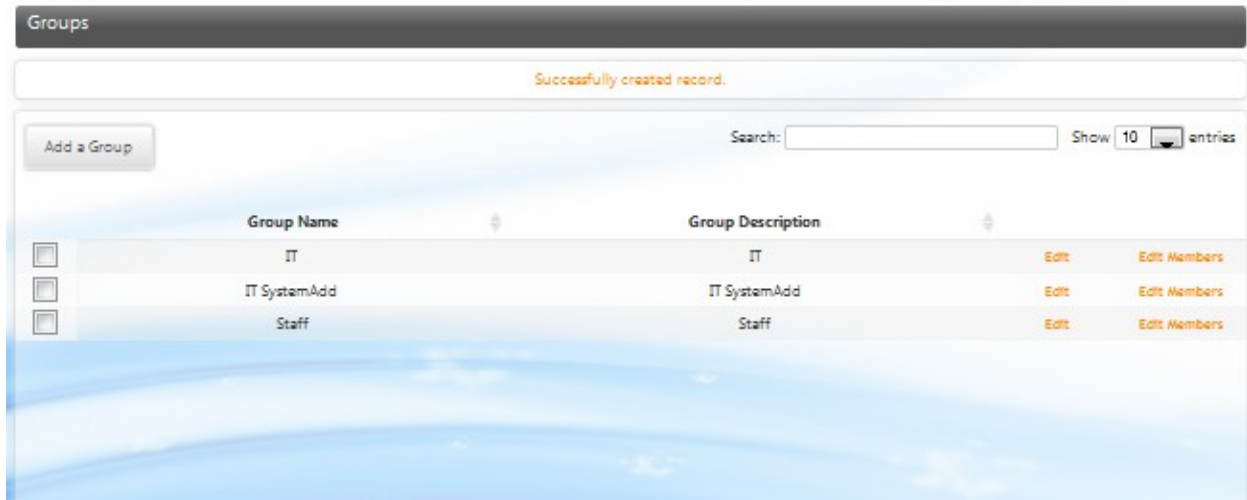 Groups
Successfully created record.
Add a Group Search: Show 10 entries
Group Name Group Description
IT IT Edit Edit Members
IT SystemAdd IT SystemAdd Edit Edit Members
Staff Staff Edit Edit Members